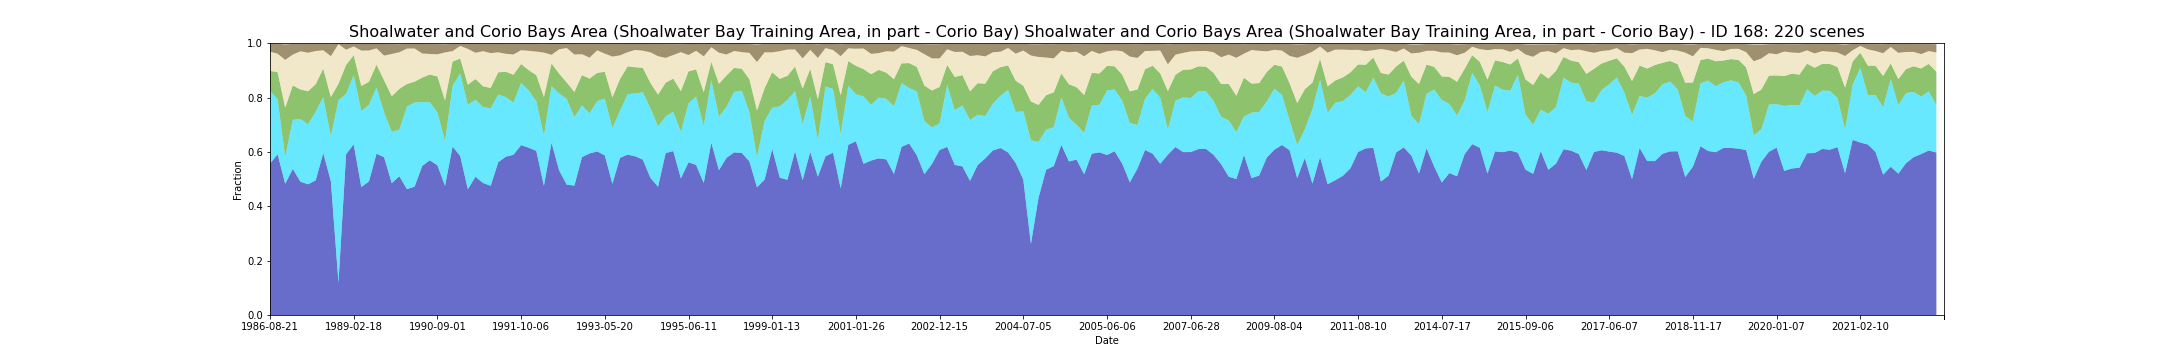 Shoalwater and Corio Bays Area (Shoalwater Bay Training Area, in part - Corio Bay) Shoalwater and Corio Bays Area (Shoalwater Bay Training Area, in part - Corio Bay) - ID 168: 220 scenes
1.0
0.8
0.6
0.4
0.2
0.0
Fraction
1986-08-21 1989-02-18 1990-09-01 1991-10-06 1993-05-20 1995-06-11 1999-01-13 2001-01-26 2002-12-15 2004-07-05 2005-06-06 2007-06-28 2009-08-04 2011-08-10 2014-07-17 2015-09-06 2017-06-07 2018-11-17 2020-01-07 2021-02-10
Date